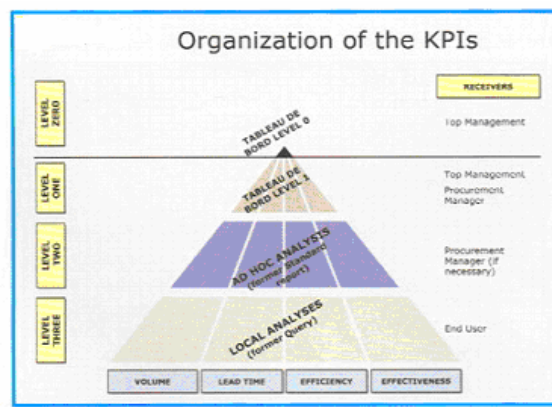 Organization of the KPIs
LEVEL
ZERO
RECEIVERS
TABLEAU DE
BORD LEVEL 0
Top Management
LEVEL
ONE
TABLEAU DE
BORD LEVEL 1
Top Management
Procurement
Manager
LEVEL
TWO
AD HOC ANALYSIS
(former Standard
report)
Procurement
Manager (if
necessary)
LEVEL
THREE
LOCAL ANALYSES
(former Query)
End User
VOLUME
LEAD TIME
EFFICIENCY
EFFECTIVENESS